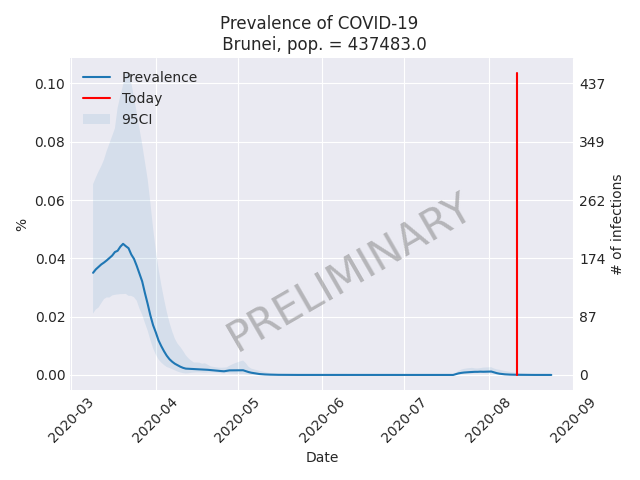 Prevalence of COVID-19
Brunei, pop. = 437483.0
Prevalence
Today
95CI
0.10
0.08
0.06
0.04
0.02
0.00
%
437
349
262
174
87
0
# of infections
PRELIMINARY
2020-03
2020-04
2020-05
2020-06
2020-07
2020-08
2020-09
Date